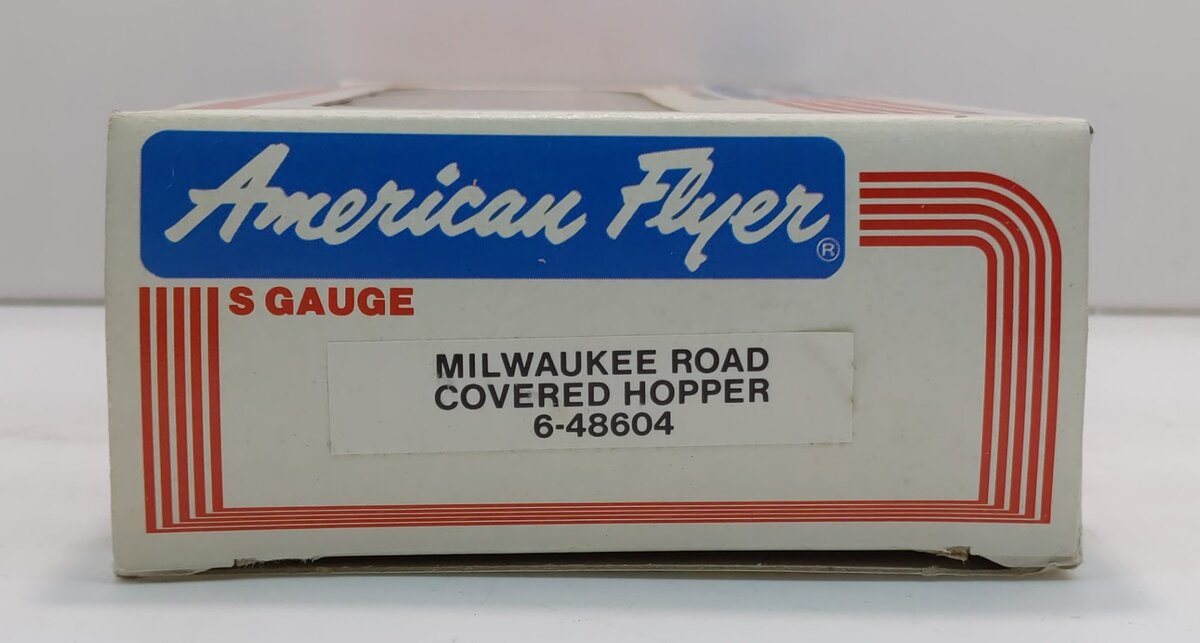 American Flyer®
S GAUGE
MILWAUKEE ROAD
COVERED HOPPER
6-48604